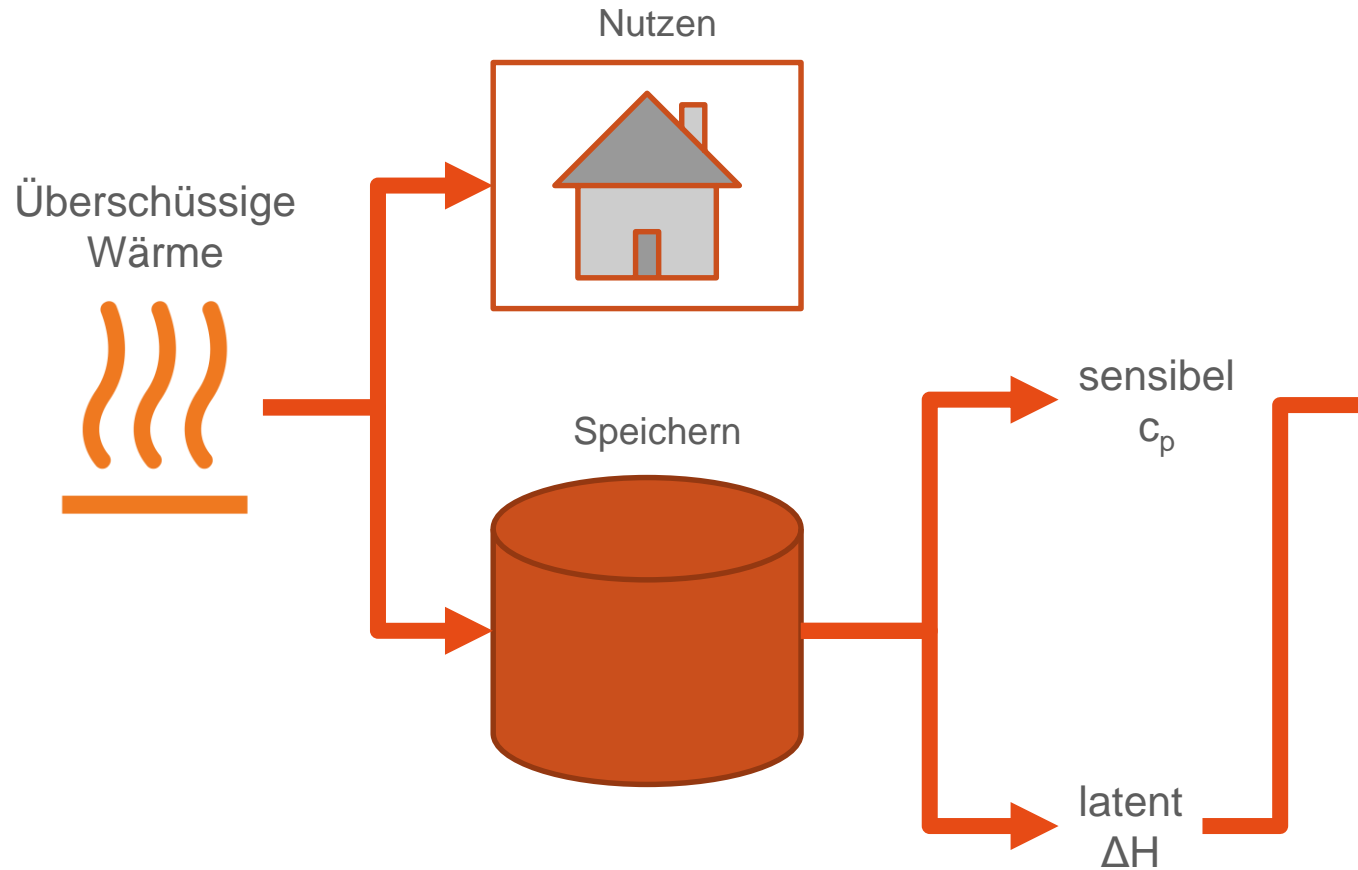 Nutzen
Überschüssige
Wärme
Speichern
sensibel
cₚ
latent
ΔH